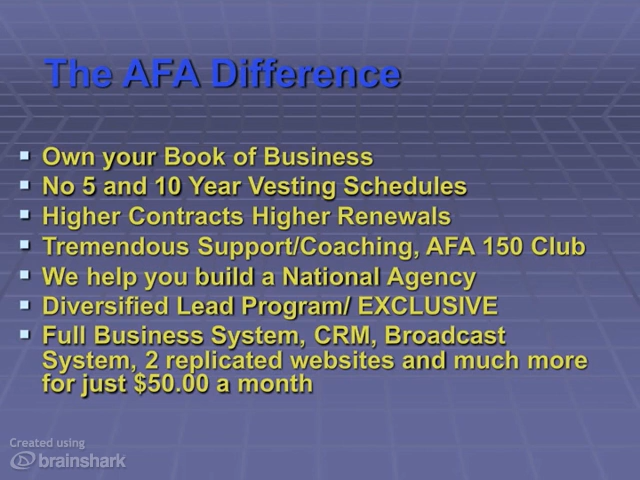 The AFA Difference
Own your Book of Business
No 5 and 10 Year Vesting Schedules
Higher Contracts Higher Renewals
Tremendous Support/Coaching, AFA 150 Club
We help you build a National Agency
Diversified Lead Program/ EXCLUSIVE
Full Business System, CRM, Broadcast
System, 2 replicated websites and much more
for just $50.00 a month
Created using
brainshark